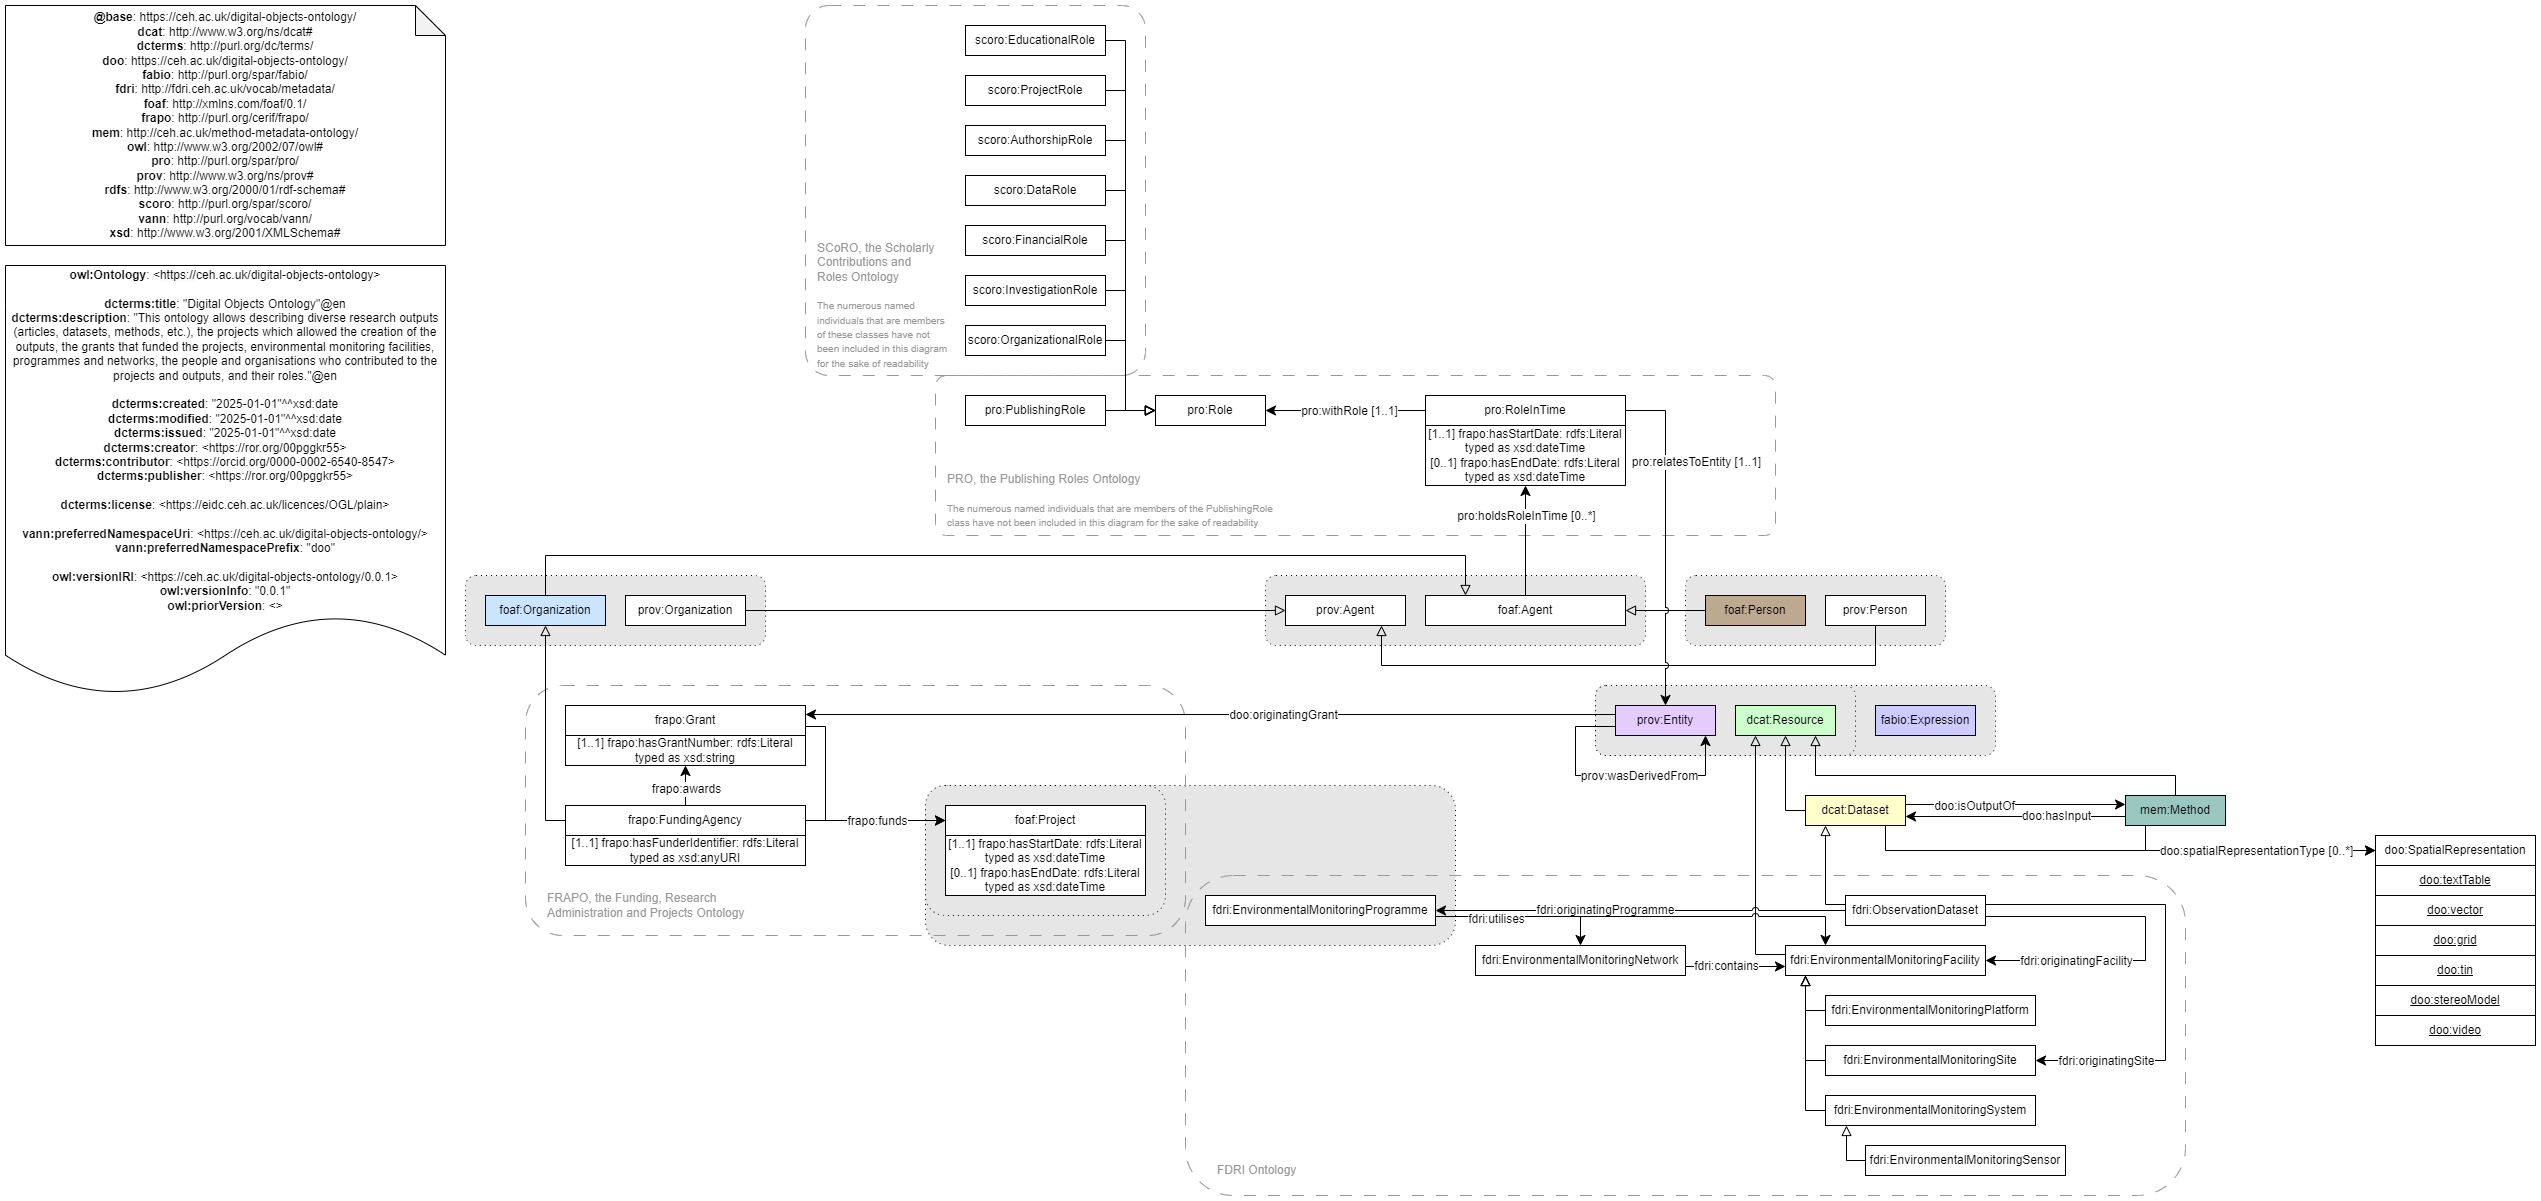 @base: https://ceh.ac.uk/digital-objects-ontology/
dcat: http://www.w3.org/ns/dcat#
dcterms: http://purl.org/dc/terms/
doo: https://ceh.ac.uk/digital-objects-ontology/
fabio: http://purl.org/spar/fabio/
fdri: http://fdri.ceh.ac.uk/vocab/metadata/
foaf: http://xmlns.com/foaf/0.1/
frapo: http://purl.org/cerif/frapo/
mem: http://ceh.ac.uk/method-metadata-ontology/
owl: http://www.w3.org/2002/07/owl#
pro: http://purl.org/spar/pro/
prov: http://www.w3.org/ns/prov#
rdfs: http://www.w3.org/2000/01/rdf-schema#
scoro: http://purl.org/spar/scoro/
vann: http://purl.org/vocab/vann/
xsd: http://www.w3.org/2001/XMLSchema#
owl:Ontology: <https://ceh.ac.uk/digital-objects-ontology>
dcterms:title: "Digital Objects Ontology"@en
dcterms:description: "This ontology allows describing diverse research outputs
(articles, datasets, methods, etc.), the projects which allowed the creation of the
outputs, the grants that funded the projects, environmental monitoring facilities,
programmes and networks, the people and organisations who contributed to the
projects and outputs, and their roles."@en
dcterms:created: "2025-01-01"^^xsd:date
dcterms:modified: "2025-01-01"^^xsd:date
dcterms:issued: "2025-01-01"^^xsd:date
dcterms:creator: <https://ror.org/00pggkr55>
dcterms:contributor: <https://orcid.org/0000-0002-6540-8547>
dcterms:publisher: <https://ror.org/00pggkr55>
dcterms:license: <https://eidc.ceh.ac.uk/licences/OGL/plain>
vann:preferredNamespaceUri: <https://ceh.ac.uk/digital-objects-ontology/>
vann:preferredNamespacePrefix: "doo"
owl:versionIRI: <https://ceh.ac.uk/digital-objects-ontology/0.0.1>
owl:versionInfo: "0.0.1"
owl:priorVersion: <>
scoro:EducationalRole
scoro:ProjectRole
scoro:AuthorshipRole
scoro:DataRole
scoro:FinancialRole
scoro:InvestigationRole
scoro:OrganizationalRole
SCoRO, the Scholarly
Contributions and
Roles Ontology
The numerous named
individuals that are members
of these classes have not
been included in this diagram
for the sake of readability
pro:PublishingRole
pro:Role
pro:withRole [1..1]
pro:RoleInTime
[1..1] frapo:hasStartDate: rdfs:Literal
typed as xsd:dateTime
[0..1] frapo:hasEndDate: rdfs:Literal
typed as xsd:dateTime
pro:relatesToEntity [1..1]
PRO, the Publishing Roles Ontology
The numerous named individuals that are members of the PublishingRole
class have not been included in this diagram for the sake of readability
pro:holdsRoleInTime [0..*]
foaf:Organization
prov:Organization
prov:Agent
foaf:Agent
foaf:Person
prov:Person
frapo:Grant
[1..1] frapo:hasGrantNumber: rdfs:Literal
typed as xsd:string
doo:originatingGrant
prov:Entity
dcat:Resource
fabio:Expression
prov:wasDerivedFrom
frapo:awards
frapo:FundingAgency
[1..1] frapo:hasFunderIdentifier: rdfs:Literal
typed as xsd:anyURI
frapo:funds
foaf:Project
[1..1] frapo:hasStartDate: rdfs:Literal
typed as xsd:dateTime
[0..1] frapo:hasEndDate: rdfs:Literal
typed as xsd:dateTime
FRAPO, the Funding, Research
Administration and Projects Ontology
dcat:Dataset
doo:isOutputOf
doo:hasInput
mem:Method
doo:spatialRepresentationType [0..*]
doo:SpatialRepresentation
doo:textTable
doo:vector
doo:grid
doo:tin
doo:stereoModel
doo:video
fdri:EnvironmentalMonitoringProgramme
fdri:utilises
fdri:originatingProgramme
fdri:ObservationDataset
fdri:EnvironmentalMonitoringNetwork
fdri:contains
fdri:EnvironmentalMonitoringFacility
fdri:originatingFacility
fdri:EnvironmentalMonitoringPlatform
fdri:EnvironmentalMonitoringSite
fdri:originatingSite
fdri:EnvironmentalMonitoringSystem
fdri:EnvironmentalMonitoringSensor
FDRI Ontology